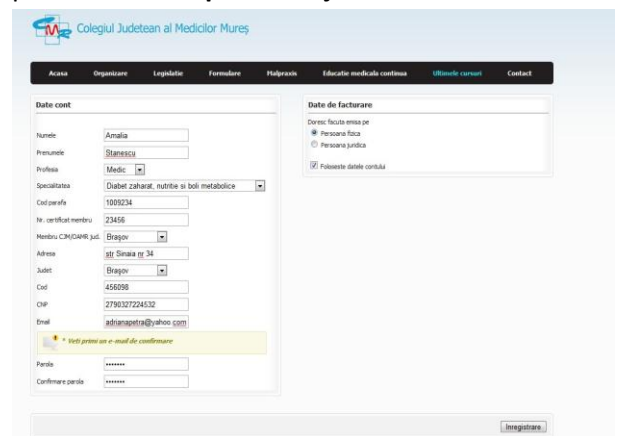 Colegiul Judetean al Medicilor Mureș
Acasa Organizare Legislatie Formulare Malpraxis Educatie medicala continua Ultimele cursuri Contact
Date cont
Numele Amalia
Prenumele Stanescu
Profesia Medic
Specialitatea Diabet zaharat, nutritie si boli metabolice
Cod parafa 1009234
Nr. certificat membru 23456
Membru CJM/OAMR jud. Brașov
Adresa str Sinaia nr 34
Judet Brașov
Cod 456098
CNP 2790327224532
Email adrianapetra@yahoo.com
* Veti primi un e-mail de confirmare
Parola •••••••
Confirmare parola •••••••
Date de facturare
Doresc facuta emisa pe
Persoana fizica
Persoana juridica
Foloseste datele contului
Inregistrare